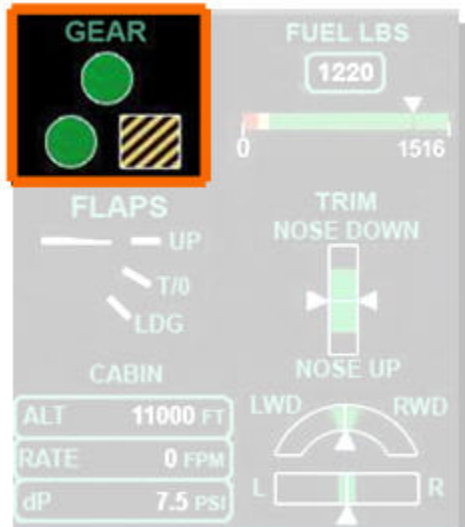 GEAR
FUEL LBS
1220
0 1516
FLAPS
UP
T/0
LDG
TRIM
NOSE DOWN
NOSE UP
CABIN
ALT 11000 FT
RATE 0 FPM
dP 7.5 PSI
LWD RWD
L R